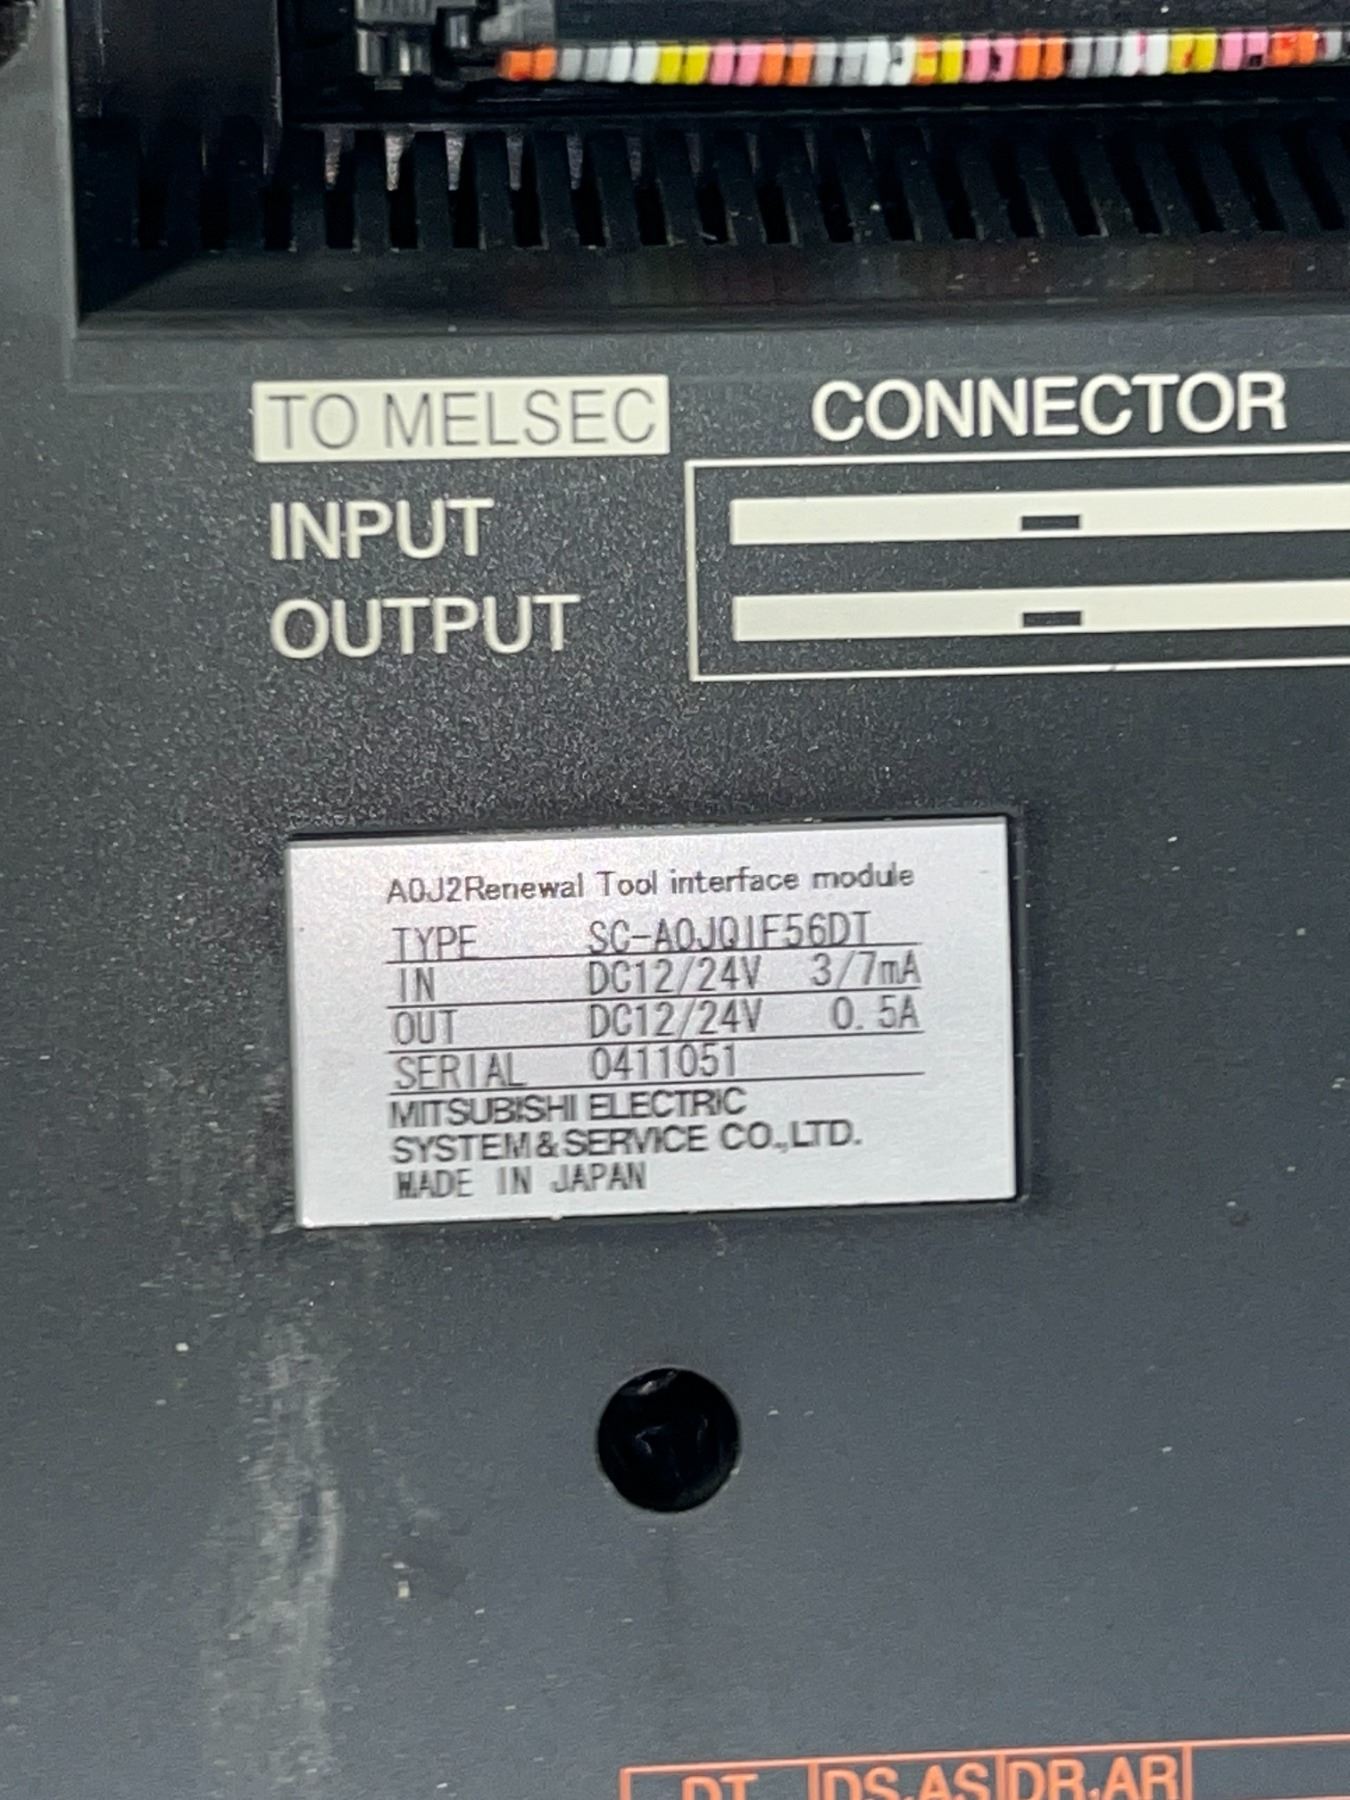 TO MELSEC CONNECTOR
INPUT
OUTPUT
A0J2Renewal Tool interface module
TYPE SC-A0JQIF56DT
IN DC12/24V 3/7mA
OUT DC12/24V 0.5A
SERIAL 0411051
MITSUBISHI ELECTRIC
SYSTEM&SERVICE CO.,LTD.
MADE IN JAPAN
DT DS,AS DR,AR